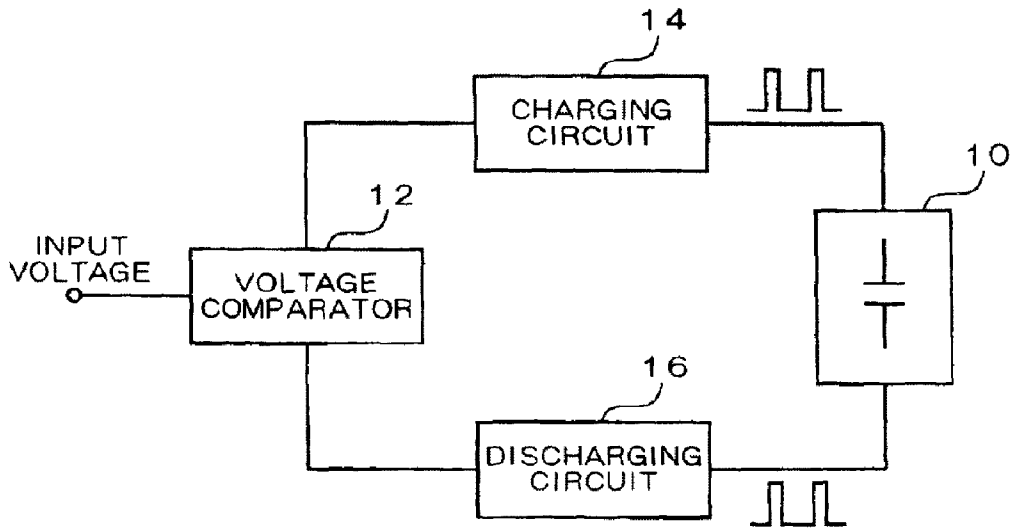 14
CHARGING
CIRCUIT
10
12
INPUT
VOLTAGE
VOLTAGE
COMPARATOR
16
DISCHARGING
CIRCUIT